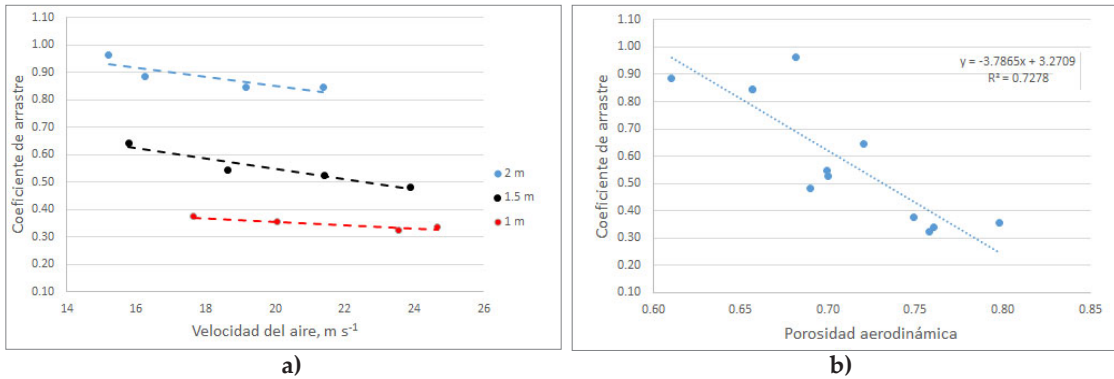 1.10
1.00
0.90
0.80
0.70
0.60
0.50
0.40
0.30
0.20
0.10
Coeficiente de arrastre
14 16 18 20 22 24 26
Velocidad del aire, m s⁻¹
2 m
1.5 m
1 m
a)
1.10
1.00
0.90
0.80
0.70
0.60
0.50
0.40
0.30
0.20
0.10
Coeficiente de arrastre
y = -3.7865x + 3.2709
R² = 0.7278
0.60 0.65 0.70 0.75 0.80 0.85
Porosidad aerodinámica
b)